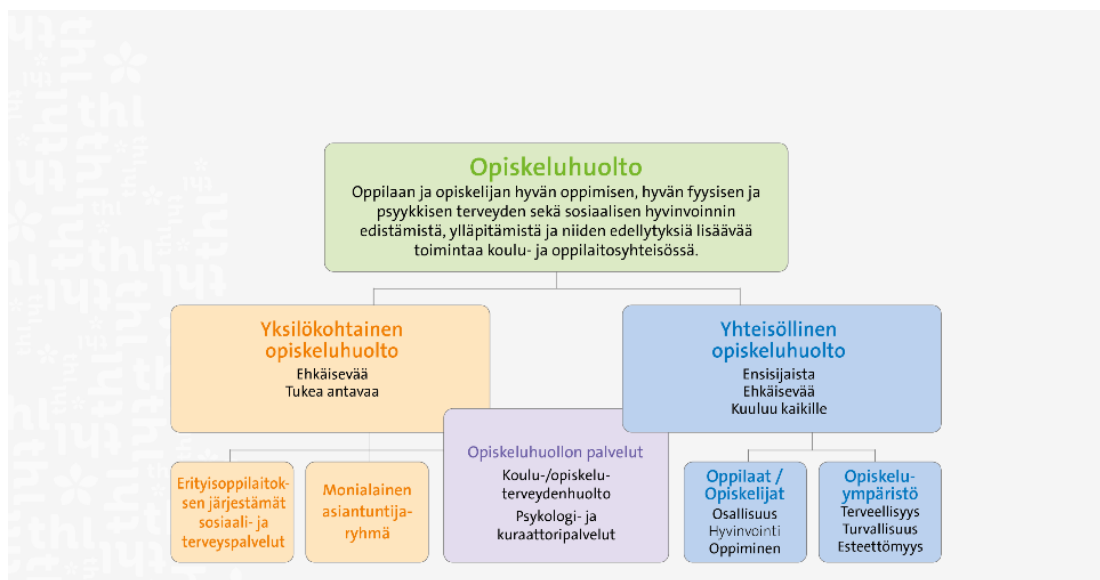 Opiskeluhuolto
Oppilaan ja opiskelijan hyvän oppimisen, hyvän fyysisen ja
psyykkisen terveyden sekä sosiaalisen hyvinvoinnin
edistämistä, ylläpitämistä ja niiden edellytyksiä lisäävää
toimintaa koulu- ja oppilaitosyhteisössä.
Yksilökohtainen
opiskeluhuolto
Ehkäisevää
Tukea antavaa
Yhteisöllinen
opiskeluhuolto
Ensisijaista
Ehkäisevää
Kuuluu kaikille
Erityisoppilaitok-
sen järjestämät
sosiaali- ja
terveyspalvelut
Monialainen
asiantuntija-
ryhmä
Opiskeluhuollon palvelut
Koulu-/opiskelu-
terveydenhuolto
Psykologi- ja
kuraattoripalvelut
Oppilaat /
Opiskelijat
Osallisuus
Hyvinvointi
Oppiminen
Opiskelu-
ympäristö
Terveellisyys
Turvallisuus
Esteettömyys